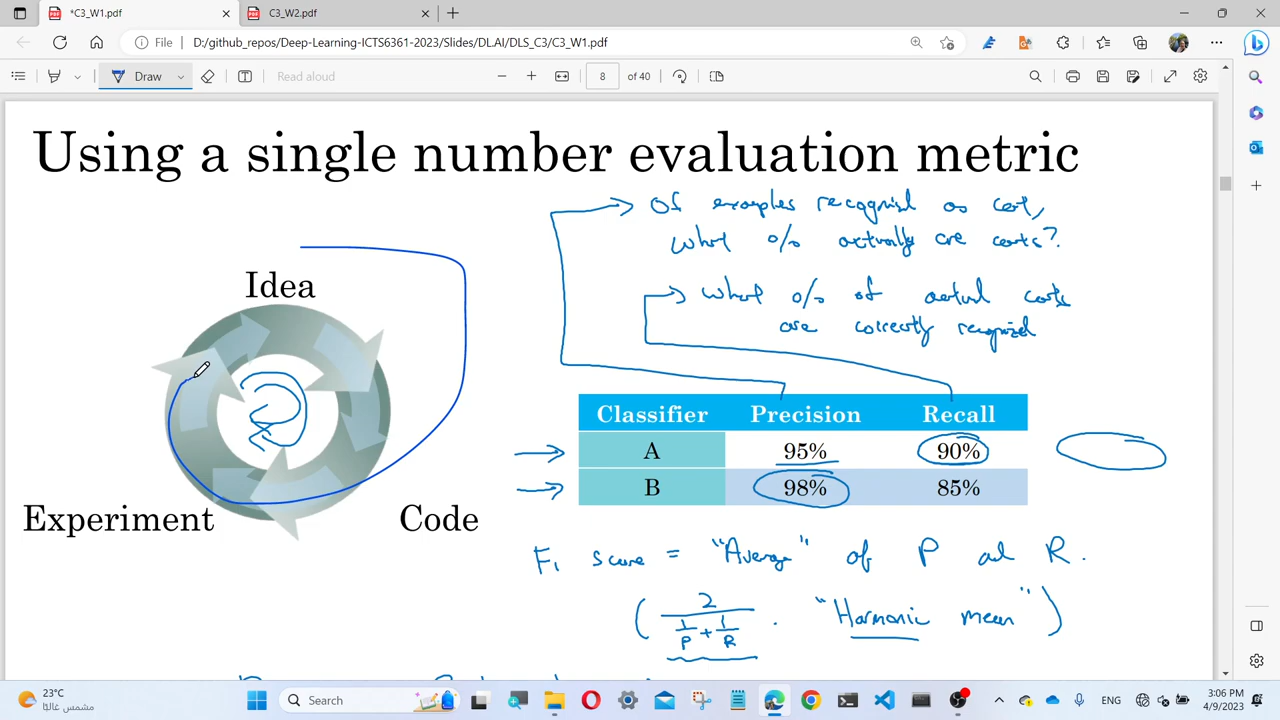 *C3_W1.pdf
C3_W2.pdf
File
D:/github_repos/Deep-Learning-ICTS6361-2023/Slides/DL.AI/DLS_C3/C3_W1.pdf
Draw
Read aloud
8 of 40
Using a single number evaluation metric
Of examples recognized as cat,
What % actually are cats?
What % of actual cats
are correctly recognized
Idea
Experiment
Code
Classifier Precision Recall
A 95% 90%
B 98% 85%
F1 score = "Average" of P and R.
( 2
1/P + 1/R . "Harmonic mean" )
23°C
مشمس غالبًا
Search
ENG
3:06 PM
4/9/2023